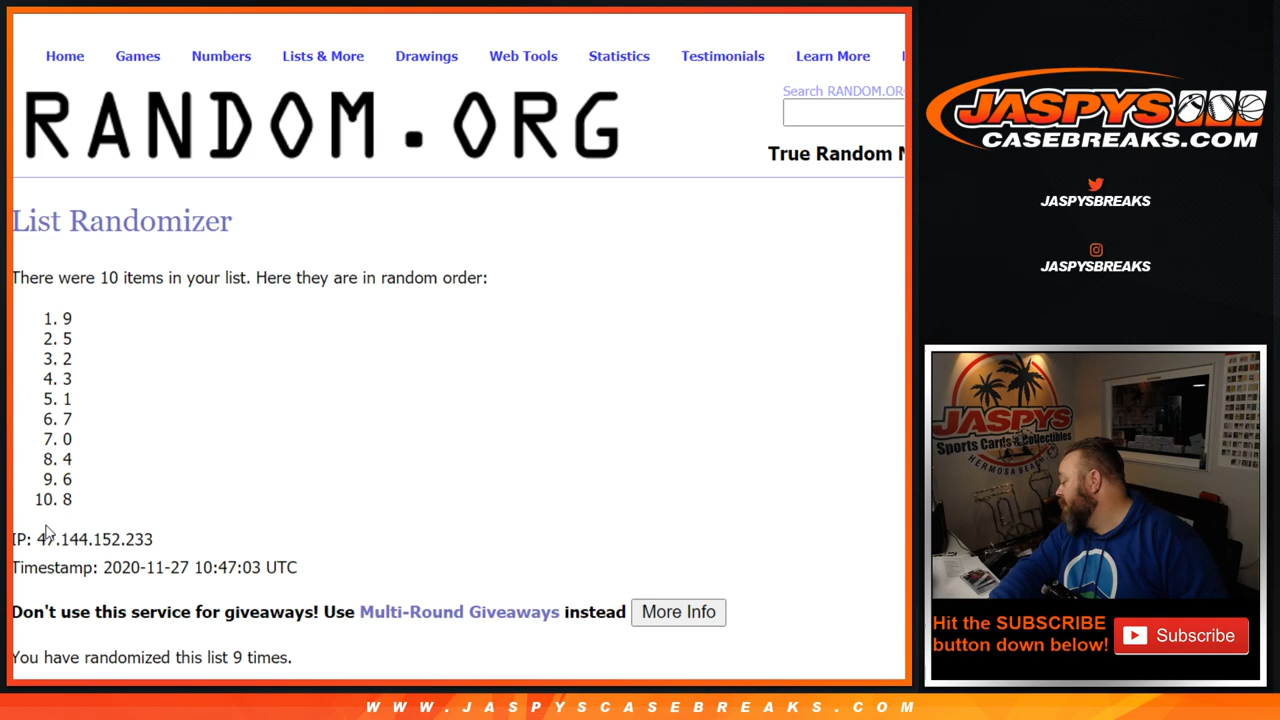 Home Games Numbers Lists & More Drawings Web Tools Statistics Testimonials Learn More
RANDOM.ORG
Search RANDOM.OR
True Random N
List Randomizer
There were 10 items in your list. Here they are in random order:
1. 9
2. 5
3. 2
4. 3
5. 1
6. 7
7. 0
8. 4
9. 6
10. 8
IP: 47.144.152.233
Timestamp: 2020-11-27 10:47:03 UTC
Don't use this service for giveaways! Use Multi-Round Giveaways instead More Info
You have randomized this list 9 times.
JASPYS
CASEBREAKS.COM
JASPYSBREAKS
JASPYSBREAKS
JASPYS
Sports Cards & Collectibles
HERMOSA BEACH
Hit the SUBSCRIBE
button down below!
Subscribe
WWW.JASPYSCASEBREAKS.COM